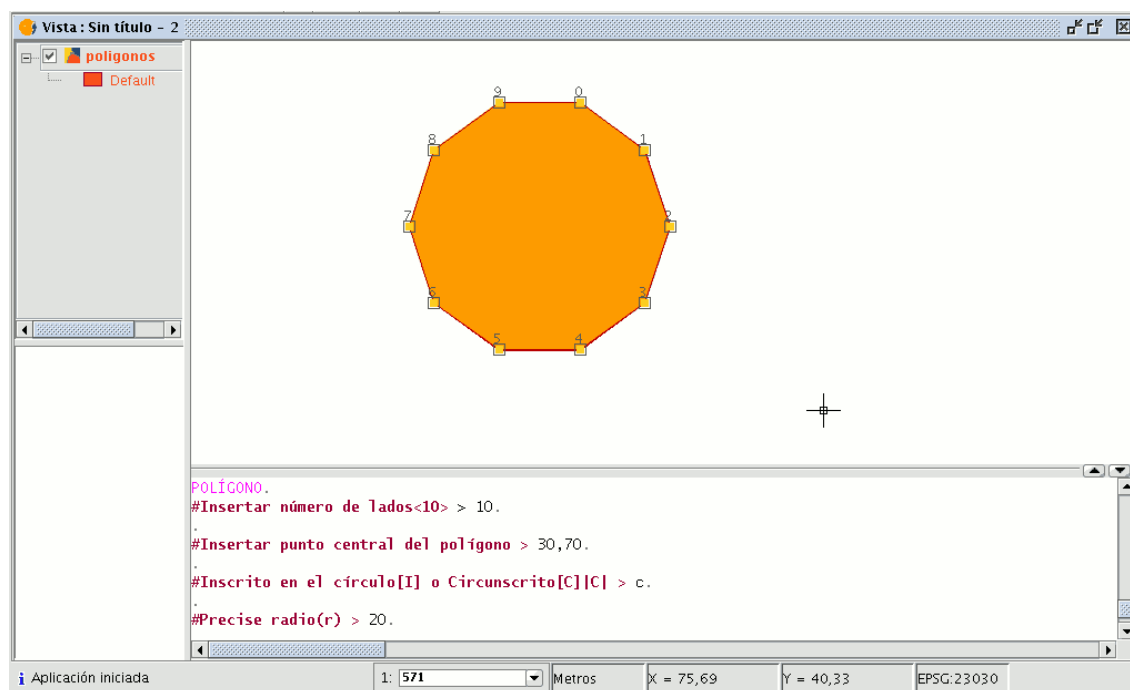 Vista : Sin título - 2
poligonos
Default
9 0
8 1
7 2
6 3
5 4
POLÍGONO.
#Insertar número de lados<10> > 10.
.
#Insertar punto central del polígono > 30,70.
.
#Inscrito en el círculo[I] o Circunscrito[C]|C| > c.
.
#Precise radio(r) > 20.
Aplicación iniciada 1: 571 Metros X = 75,69 Y = 40,33 EPSG:23030